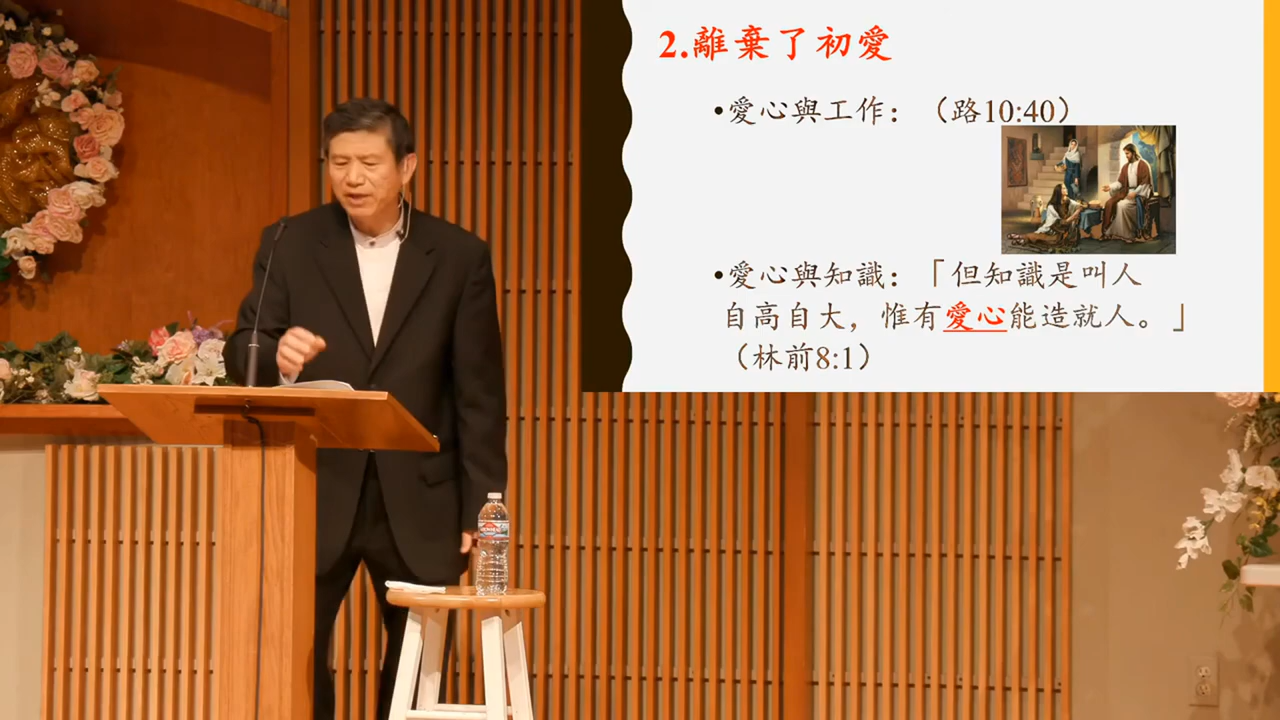 2.離棄了初愛
•愛心與工作：（路10:40）
•愛心與知識：「但知識是叫人
自高自大，惟有愛心能造就人。」
（林前8:1）